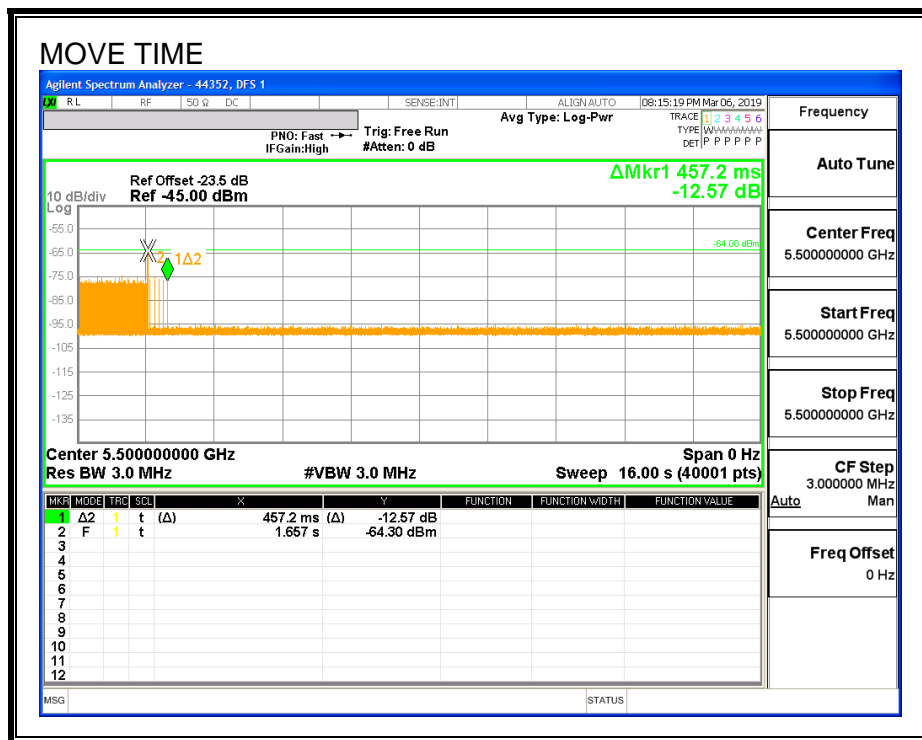 MOVE TIME
Agilent Spectrum Analyzer - 44352, DFS 1
LXI RL RF 50 Ω DC SENSE:INT ALIGN AUTO 08:15:19 PM Mar 06, 2019
Frequency
Avg Type: Log-Pwr
TRACE 1 2 3 4 5 6
TYPE WWWWWW
DET P P P P P P
PNO: Fast
IFGain:High
Trig: Free Run
#Atten: 0 dB
Auto Tune
ΔMkr1 457.2 ms
-12.57 dB
Ref Offset -23.5 dB
10 dB/div Ref -45.00 dBm
Log
-55.0
-65.0
-75.0
-85.0
-95.0
-105
-115
-125
-135
2
1Δ2
-64.00 dBm
Center Freq
5.500000000 GHz
Start Freq
5.500000000 GHz
Stop Freq
5.500000000 GHz
Center 5.500000000 GHz Span 0 Hz
Res BW 3.0 MHz #VBW 3.0 MHz Sweep 16.00 s (40001 pts)
CF Step
3.000000 MHz
Auto Man
Freq Offset
0 Hz
MKR MODE TRC SCL X Y FUNCTION FUNCTION WIDTH FUNCTION VALUE
1 Δ2 1 t (Δ) 457.2 ms (Δ) -12.57 dB
2 F 1 t 1.657 s -64.30 dBm
3
4
5
6
7
8
9
10
11
12
MSG STATUS